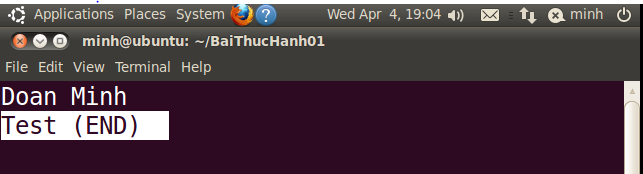 Applications Places System Wed Apr 4, 19:04 minh
minh@ubuntu: ~/BaiThucHanh01
File Edit View Terminal Help
Doan Minh
Test (END)